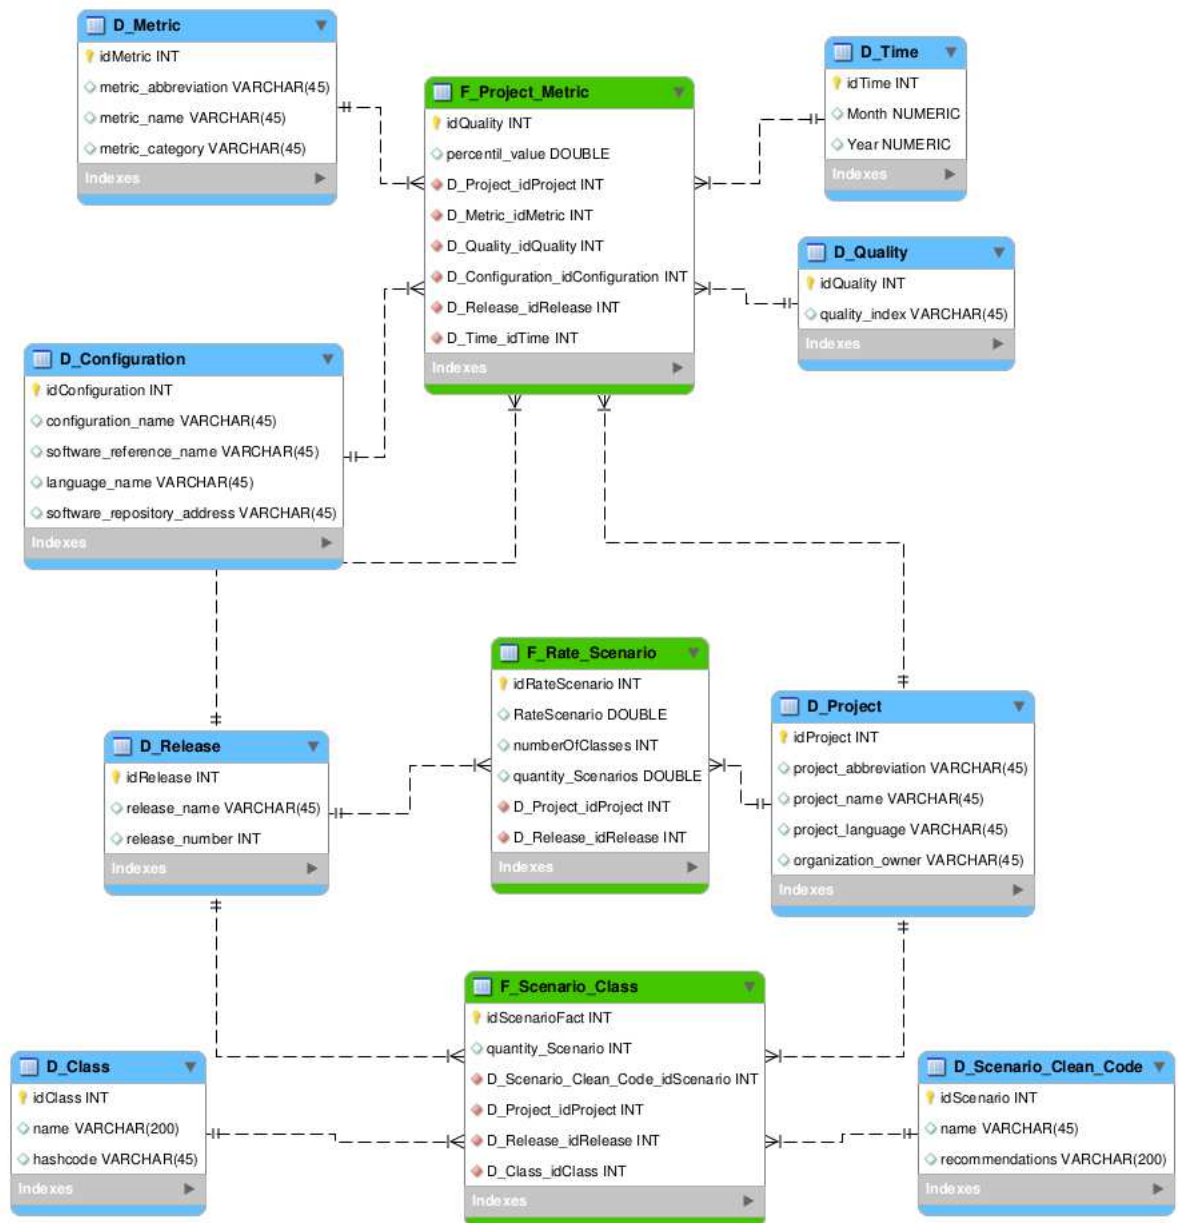 D_Metric
idMetric INT
metric_abbreviation VARCHAR(45)
metric_name VARCHAR(45)
metric_category VARCHAR(45)
Indexes
F_Project_Metric
idQuality INT
percentil_value DOUBLE
D_Project_idProject INT
D_Metric_idMetric INT
D_Quality_idQuality INT
D_Configuration_idConfiguration INT
D_Release_idRelease INT
D_Time_idTime INT
Indexes
D_Time
idTime INT
Month NUMERIC
Year NUMERIC
Indexes
D_Quality
idQuality INT
quality_index VARCHAR(45)
Indexes
D_Configuration
idConfiguration INT
configuration_name VARCHAR(45)
software_reference_name VARCHAR(45)
language_name VARCHAR(45)
software_repository_address VARCHAR(45)
Indexes
F_Rate_Scenario
idRateScenario INT
RateScenario DOUBLE
numberOfClasses INT
quantity_Scenarios DOUBLE
D_Project_idProject INT
D_Release_idRelease INT
Indexes
D_Project
idProject INT
project_abbreviation VARCHAR(45)
project_name VARCHAR(45)
project_language VARCHAR(45)
organization_owner VARCHAR(45)
Indexes
D_Release
idRelease INT
release_name VARCHAR(45)
release_number INT
Indexes
F_Scenario_Class
idScenarioFact INT
quantity_Scenario INT
D_Scenario_Clean_Code_idScenario INT
D_Project_idProject INT
D_Release_idRelease INT
D_Class_idClass INT
Indexes
D_Class
idClass INT
name VARCHAR(200)
hashcode VARCHAR(45)
Indexes
D_Scenario_Clean_Code
idScenario INT
name VARCHAR(45)
recommendations VARCHAR(200)
Indexes